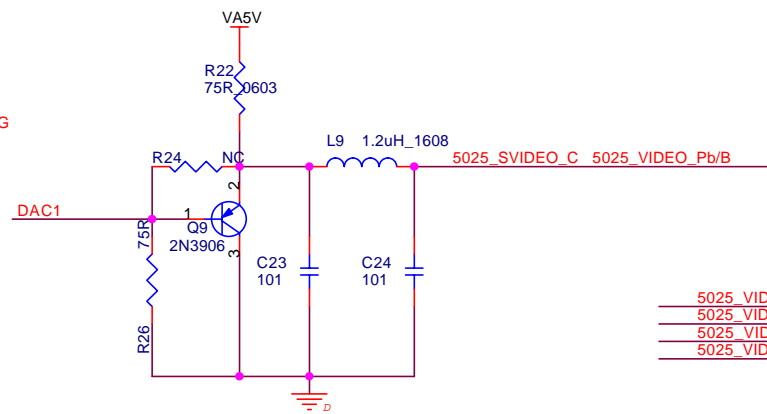 VA5V
R22
75R_0603
G
L9 1.2uH_1608
R24 NC
5025_SVIDEO_C 5025_VIDEO_Pb/B
2
DAC1
1
75R
Q9
2N3906
3
C23
101
C24
101
R26
5025_VID
5025_VID
5025_VID
5025_VID
D